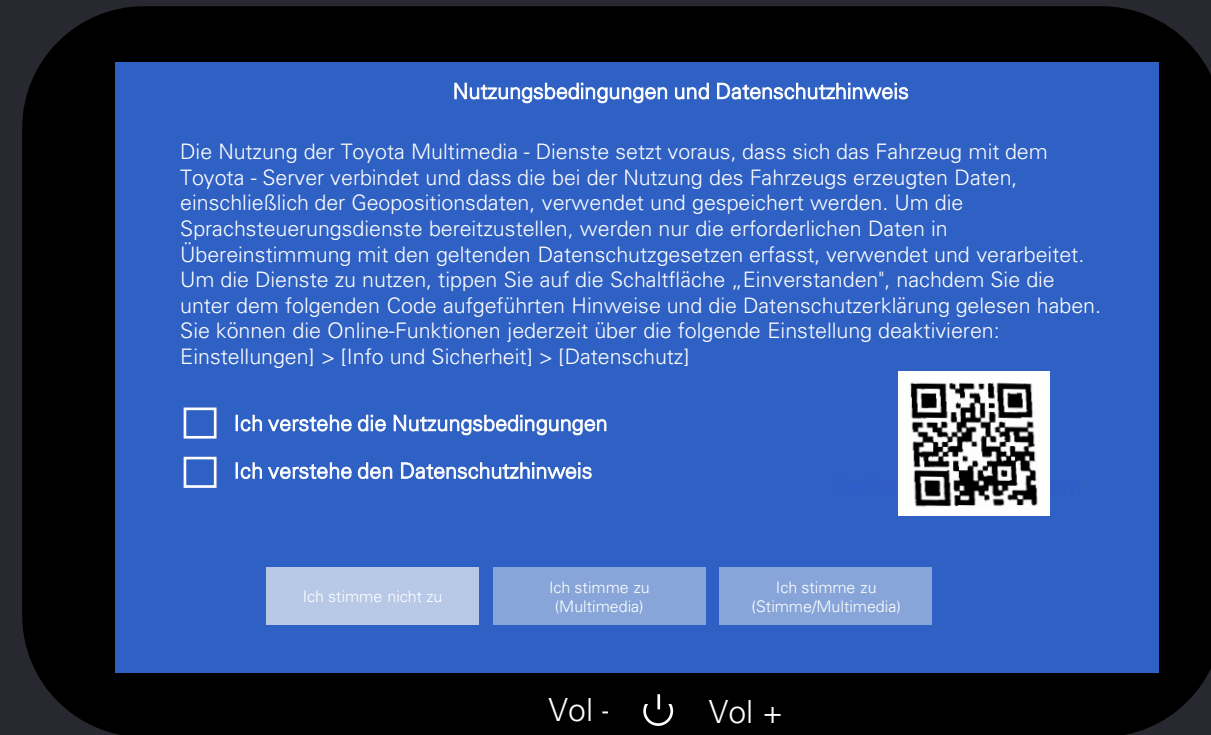 Nutzungsbedingungen und Datenschutzhinweis
Die Nutzung der Toyota Multimedia - Dienste setzt voraus, dass sich das Fahrzeug mit dem
Toyota - Server verbindet und dass die bei der Nutzung des Fahrzeugs erzeugten Daten,
einschließlich der Geopositionsdaten, verwendet und gespeichert werden. Um die
Sprachsteuerungsdienste bereitzustellen, werden nur die erforderlichen Daten in
Übereinstimmung mit den geltenden Datenschutzgesetzen erfasst, verwendet und verarbeitet.
Um die Dienste zu nutzen, tippen Sie auf die Schaltfläche „Einverstanden", nachdem Sie die
unter dem folgenden Code aufgeführten Hinweise und die Datenschutzerklärung gelesen haben.
Sie können die Online-Funktionen jederzeit über die folgende Einstellung deaktivieren:
Einstellungen] > [Info und Sicherheit] > [Datenschutz]
Ich verstehe die Nutzungsbedingungen
Ich verstehe den Datenschutzhinweis
Ich stimme nicht zu
Ich stimme zu
(Multimedia)
Ich stimme zu
(Stimme/Multimedia)
Vol - Vol +